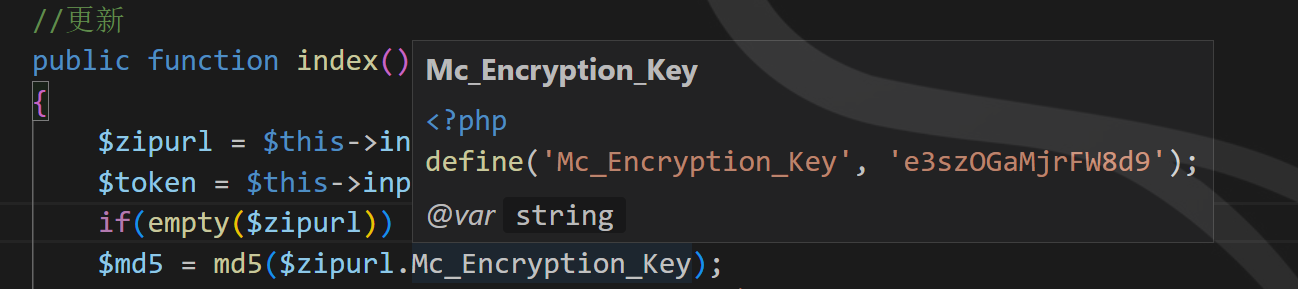 //更新
public function index()
{
Mc_Encryption_Key
<?php
define('Mc_Encryption_Key', 'e3szOGaMjrFW8d9');
@var string
$zipurl = $this->in
$token = $this->inp
if(empty($zipurl))
$md5 = md5($zipurl.Mc_Encryption_Key);